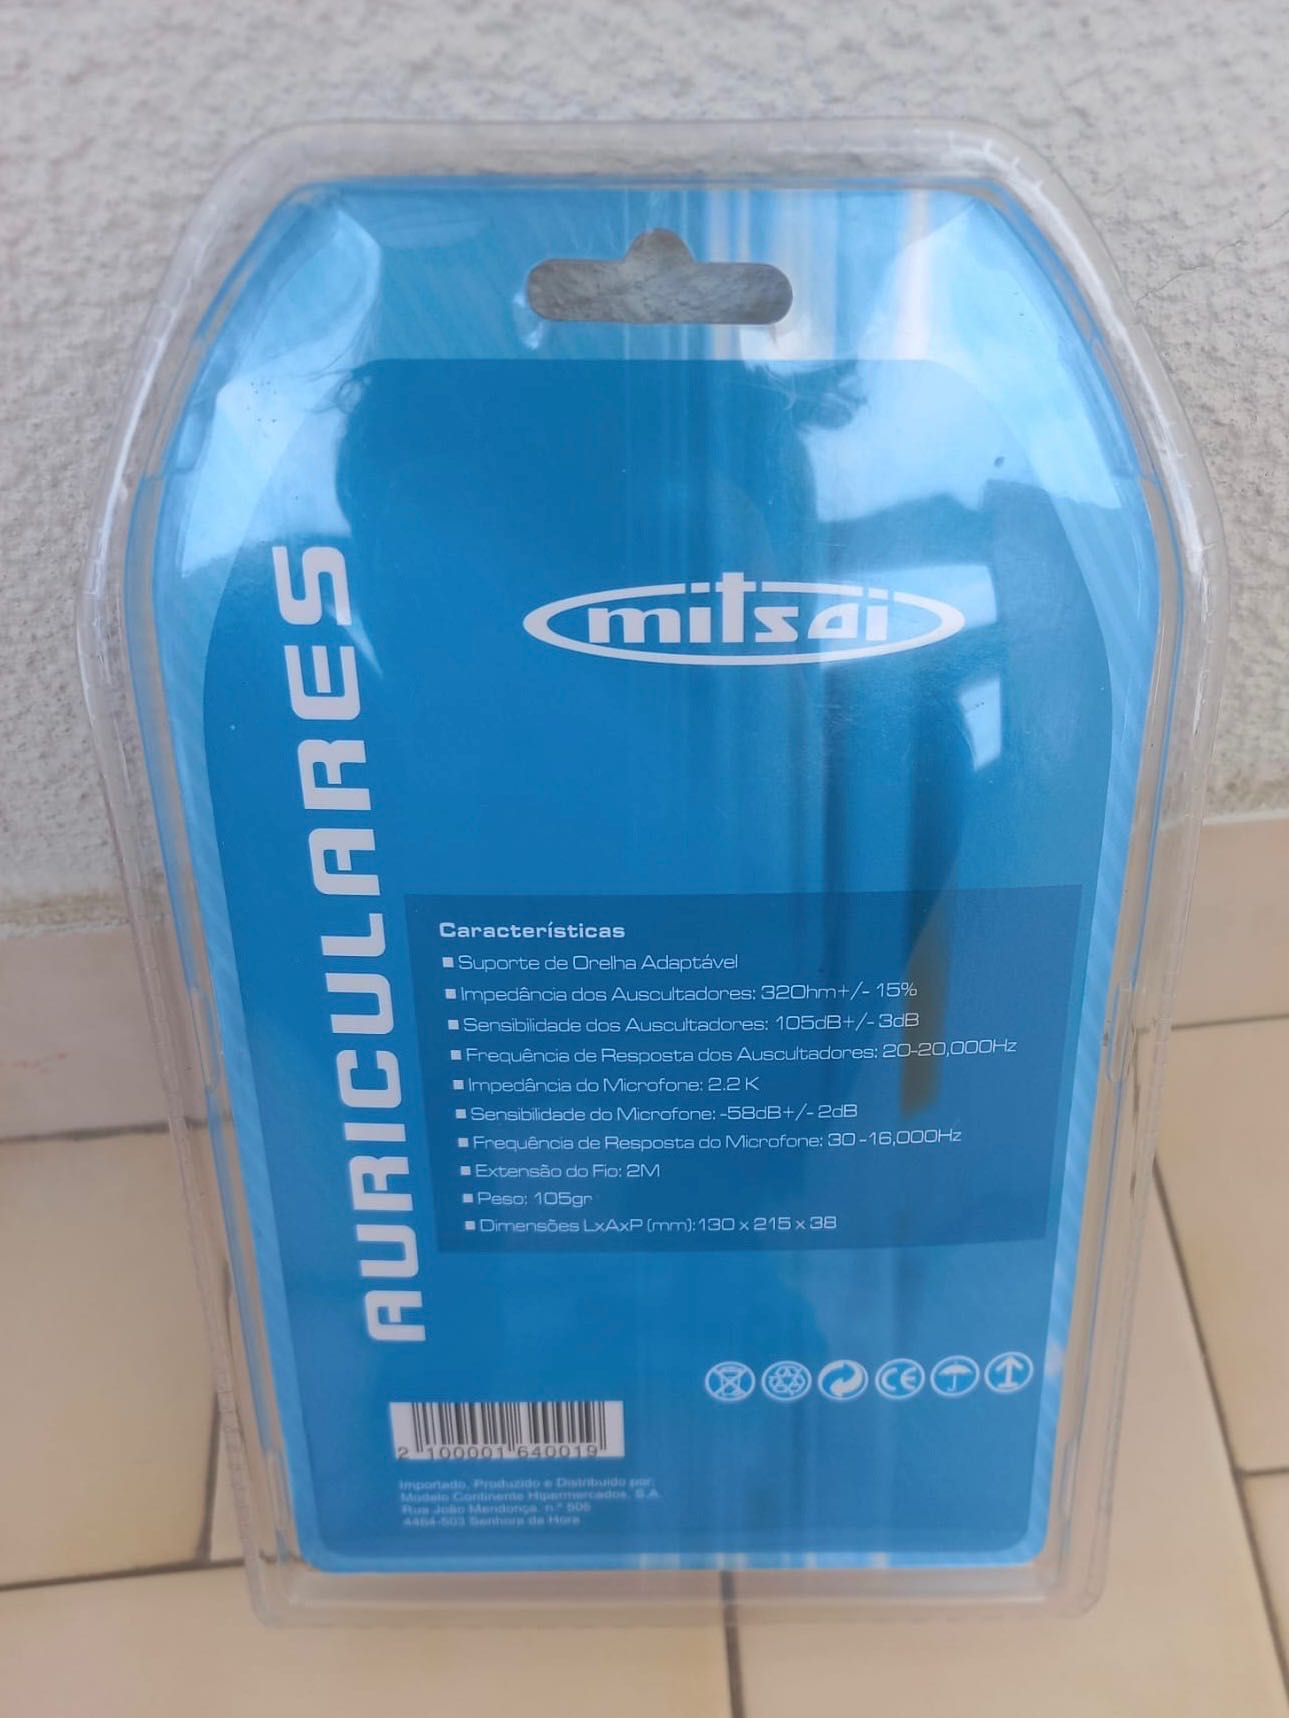 AURICULARES
mitsai
Características
Suporte de Orelha Adaptável
Impedância dos Auscultadores: 32Ohm+/- 15%
Sensibilidade dos Auscultadores: 105dB+/- 3dB
Frequência de Resposta dos Auscultadores: 20-20,000Hz
Impedância do Microfone: 2.2 K
Sensibilidade do Microfone: -58dB+/- 2dB
Frequência de Resposta do Microfone: 30-16,000Hz
Extensão do Fio: 2M
Peso: 105gr
Dimensões LxAxP (mm): 130 x 215 x 38
CE
2 100001 640019
Importado, Produzido e Distribuído por:
Modelo Continente Hipermercados, S.A.
Rua João Mendonça, n.º 505
4464-503 Senhora da Hora